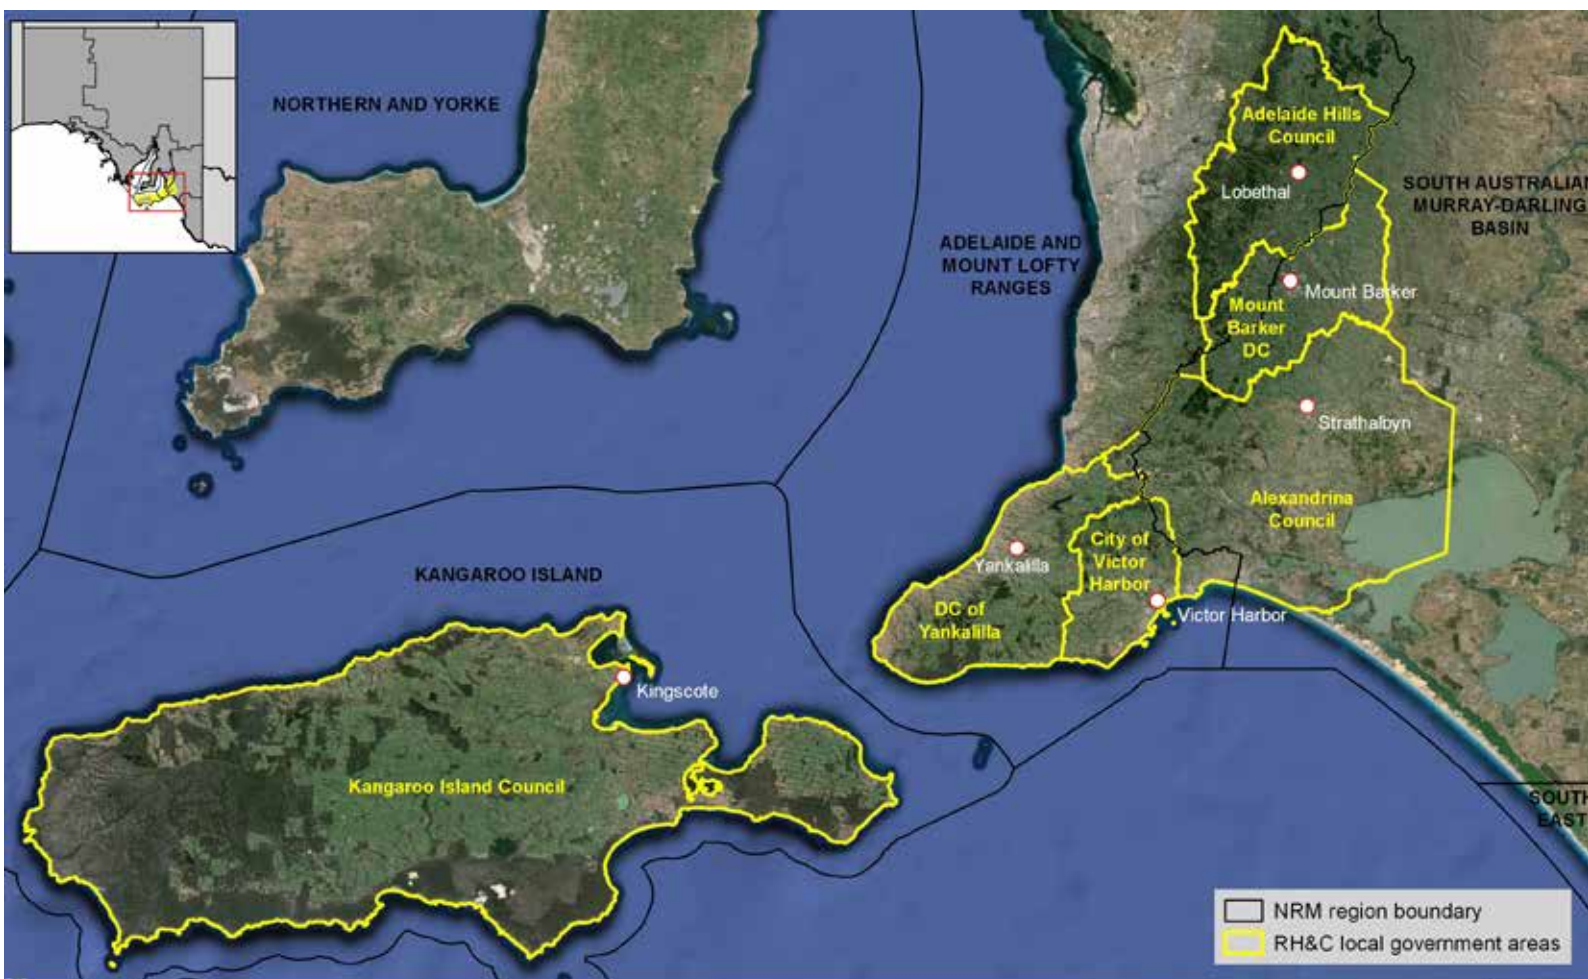 NORTHERN AND YORKE
Adelaide Hills
Council
Lobethal
SOUTH AUSTRALIAN
MURRAY-DARLING
BASIN
ADELAIDE AND
MOUNT LOFTY
RANGES
Mount Barker
Mount
Barker
DC
Strathalbyn
Alexandrina
Council
City of
Victor
Harbor
Yankalilla
KANGAROO ISLAND
DC of
Yankalilla
Victor Harbor
Kingscote
Kangaroo Island Council
SOUTH
EAST
NRM region boundary
RH&C local government areas